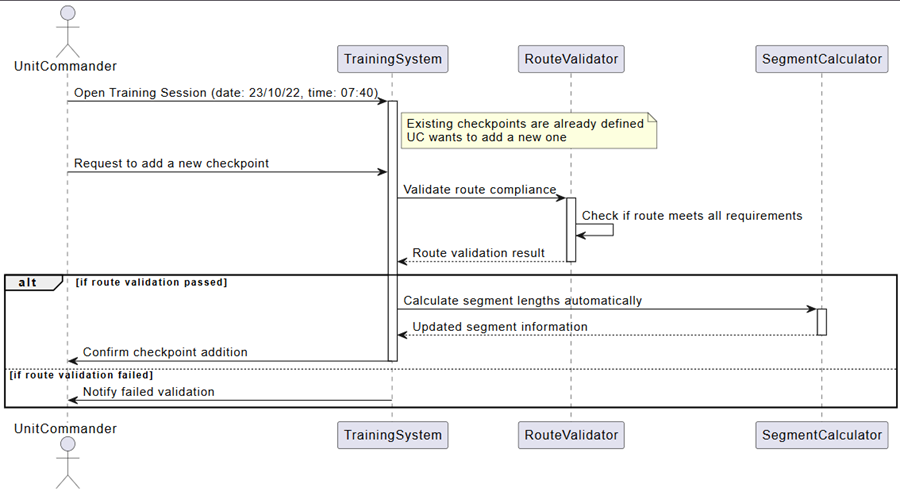 UnitCommander
TrainingSystem
RouteValidator
SegmentCalculator
Open Training Session (date: 23/10/22, time: 07:40)
Existing checkpoints are already defined
UC wants to add a new one
Request to add a new checkpoint
Validate route compliance
Check if route meets all requirements
Route validation result
alt
[if route validation passed]
Calculate segment lengths automatically
Updated segment information
Confirm checkpoint addition
[if route validation failed]
Notify failed validation
UnitCommander
TrainingSystem
RouteValidator
SegmentCalculator